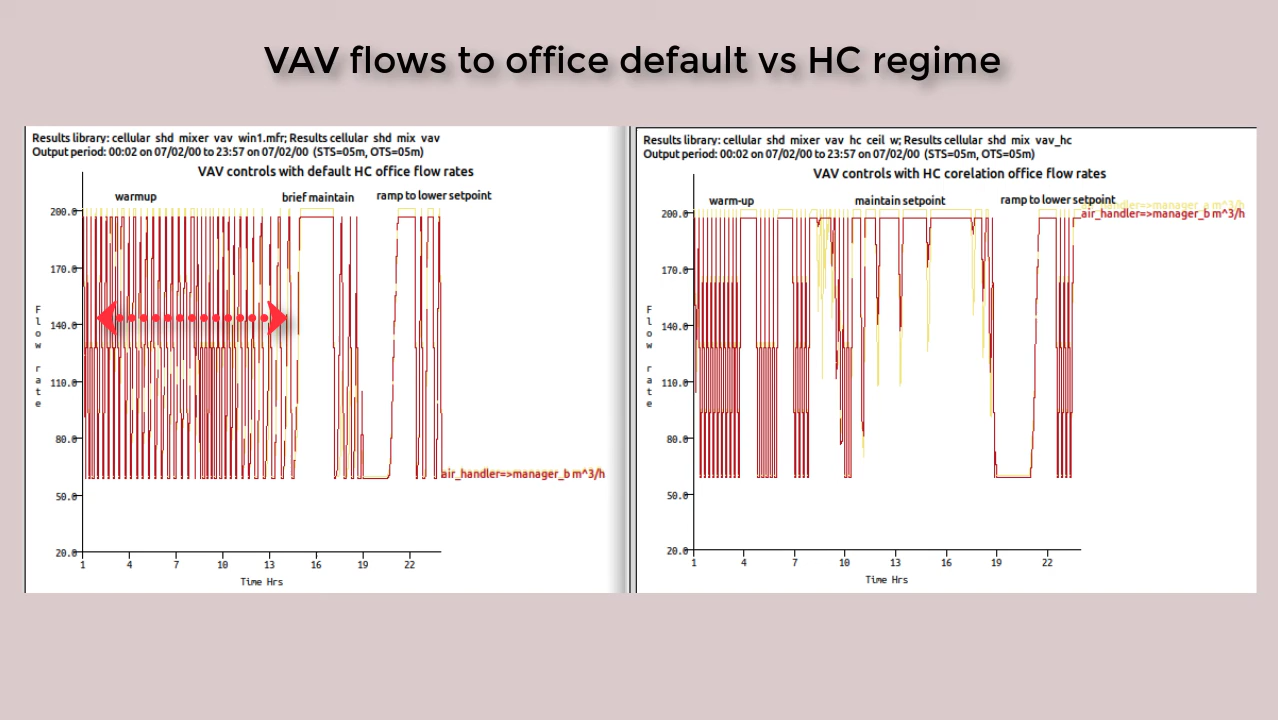 VAV flows to office default vs HC regime
Results library: cellular shd mixer vav win1.mfr; Results cellular shd mix vav
Output period: 00:02 on 07/02/00 to 23:57 on 07/02/00 (STS=05m, OTS=05m)
VAV controls with default HC office flow rates
warmup
brief maintain
ramp to lower setpoint
200.0
170.0
140.0
110.0
80.0
50.0
20.0
Flow rate
air_handler=>manager_b m^3/h
1 4 7 10 13 16 19 22
Time Hrs
Results library: cellular shd mixer vav hc ceil w; Results cellular shd mix vav_hc
Output period: 00:02 on 07/02/00 to 23:57 on 07/02/00 (STS=05m, OTS=05m)
VAV controls with HC corelation office flow rates
warm-up
maintain setpoint
ramp to lower setpoint
air_handler=>manager_a m^3/h
air_handler=>manager_b m^3/h
200.0
170.0
140.0
110.0
80.0
50.0
20.0
Flow rate
1 4 7 10 13 16 19 22
Time Hrs